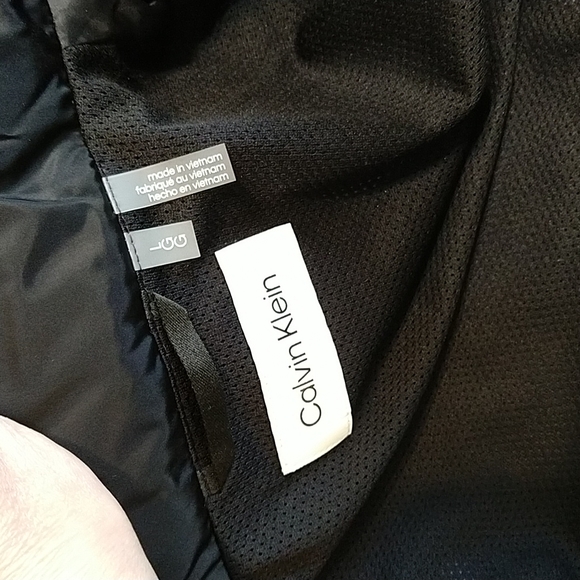 made in vietnam
fabriqué au vietnam
hecho en vietnam
L
G
G
Calvin Klein